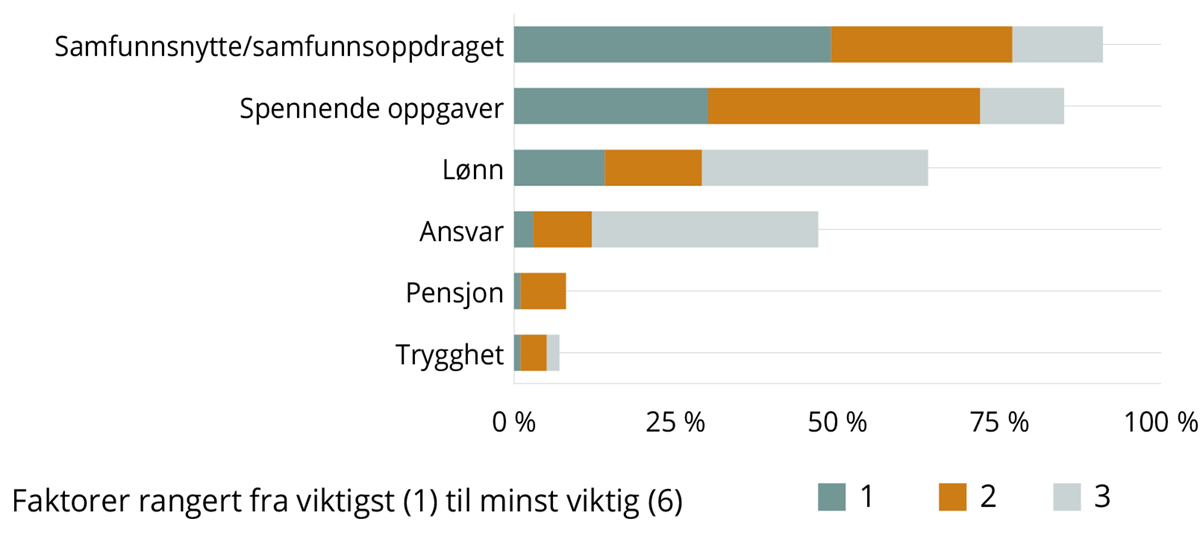 Samfunnsnytte/samfunnsoppdraget
Spennende oppgaver
Lønn
Ansvar
Pensjon
Trygghet
0 % 25 % 50 % 75 % 100 %
Faktorer rangert fra viktigst (1) til minst viktig (6) 1 2 3